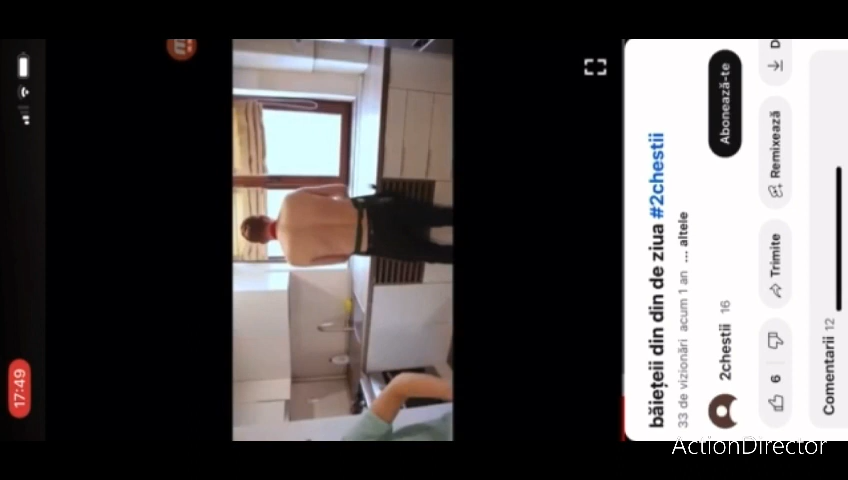 17:49
băiețeii din din de ziua #2chestii
33 de vizionări acum 1 an ... altele
2chestii 16
Abonează-te
6
Trimite
Remixează
D
Comentarii 12
ActionDirector